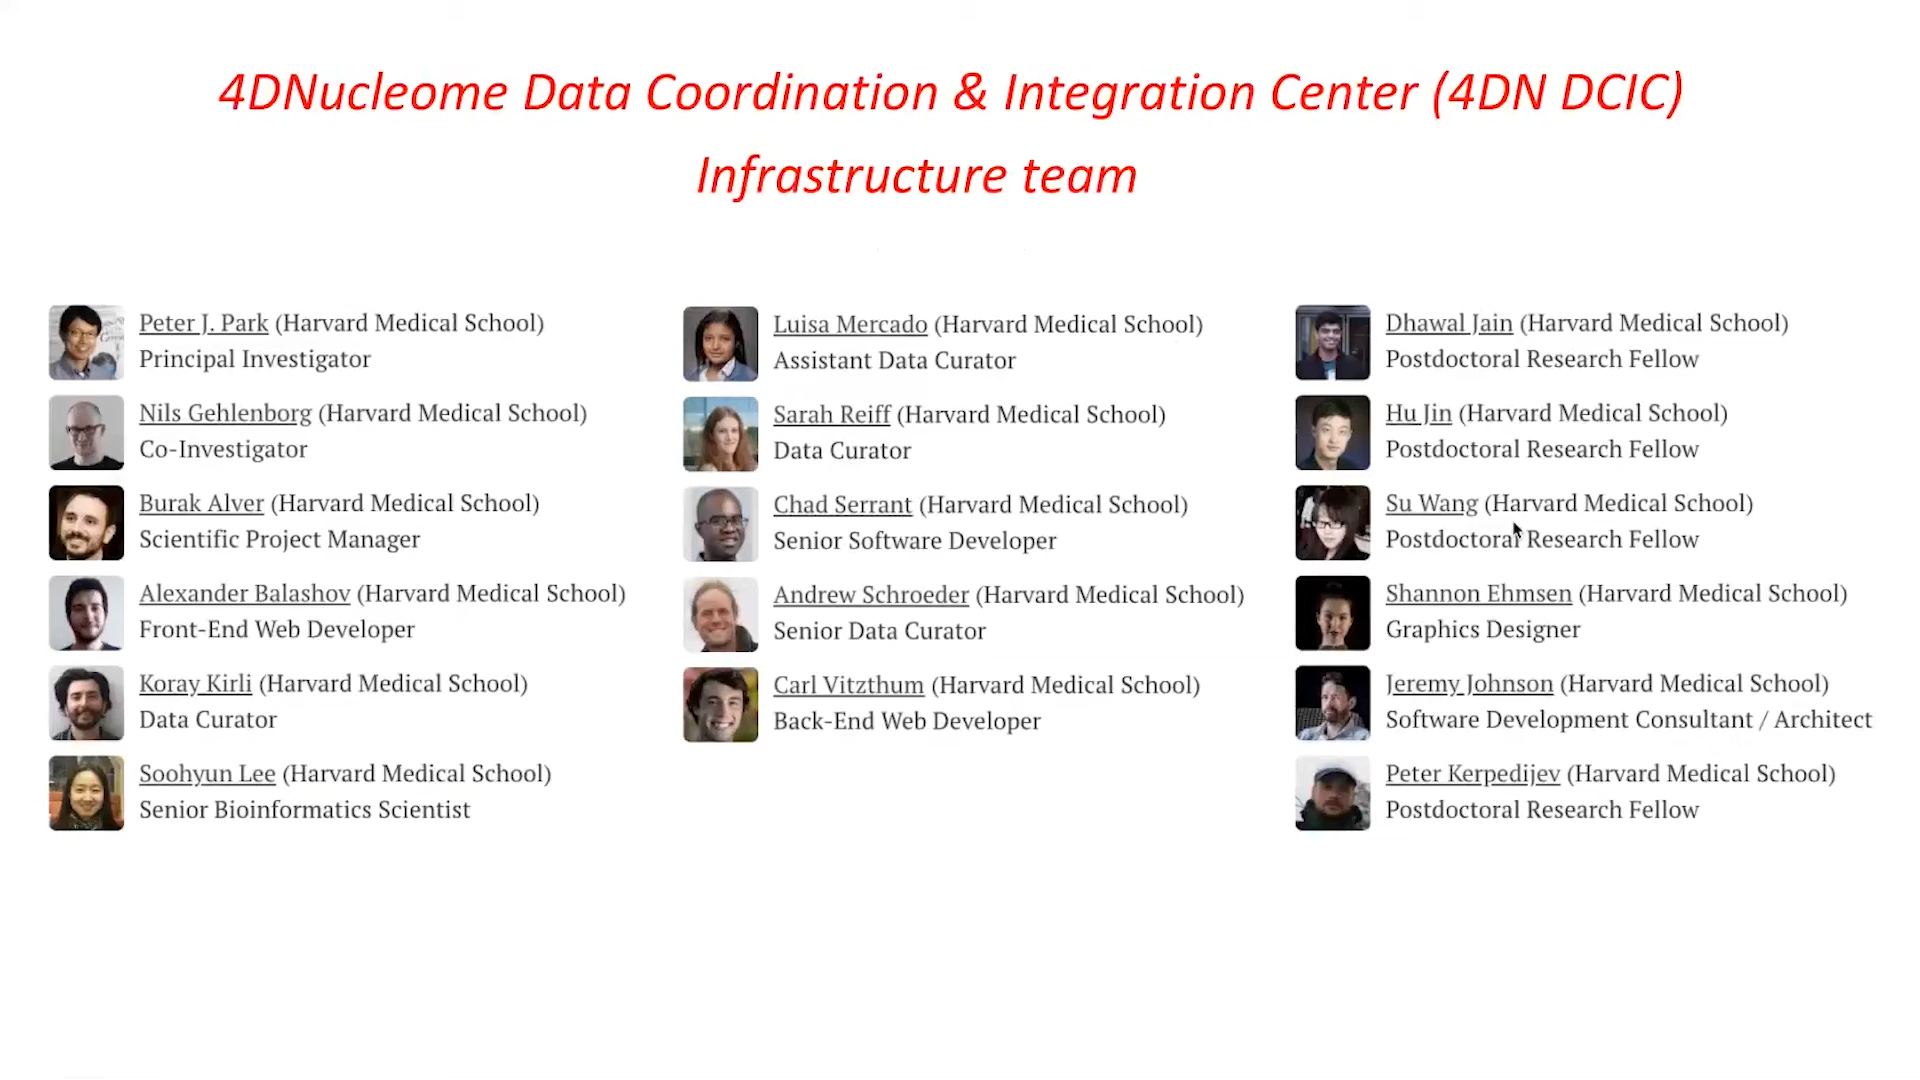 4DNucleome Data Coordination & Integration Center (4DN DCIC)
Infrastructure team
Peter J. Park (Harvard Medical School)
Principal Investigator
Nils Gehlenborg (Harvard Medical School)
Co-Investigator
Burak Alver (Harvard Medical School)
Scientific Project Manager
Alexander Balashov (Harvard Medical School)
Front-End Web Developer
Koray Kirli (Harvard Medical School)
Data Curator
Soohyun Lee (Harvard Medical School)
Senior Bioinformatics Scientist
Luisa Mercado (Harvard Medical School)
Assistant Data Curator
Sarah Reiff (Harvard Medical School)
Data Curator
Chad Serrant (Harvard Medical School)
Senior Software Developer
Andrew Schroeder (Harvard Medical School)
Senior Data Curator
Carl Vitzthum (Harvard Medical School)
Back-End Web Developer
Dhawal Jain (Harvard Medical School)
Postdoctoral Research Fellow
Hu Jin (Harvard Medical School)
Postdoctoral Research Fellow
Su Wang (Harvard Medical School)
Postdoctoral Research Fellow
Shannon Ehmsen (Harvard Medical School)
Graphics Designer
Jeremy Johnson (Harvard Medical School)
Software Development Consultant / Architect
Peter Kerpedijev (Harvard Medical School)
Postdoctoral Research Fellow